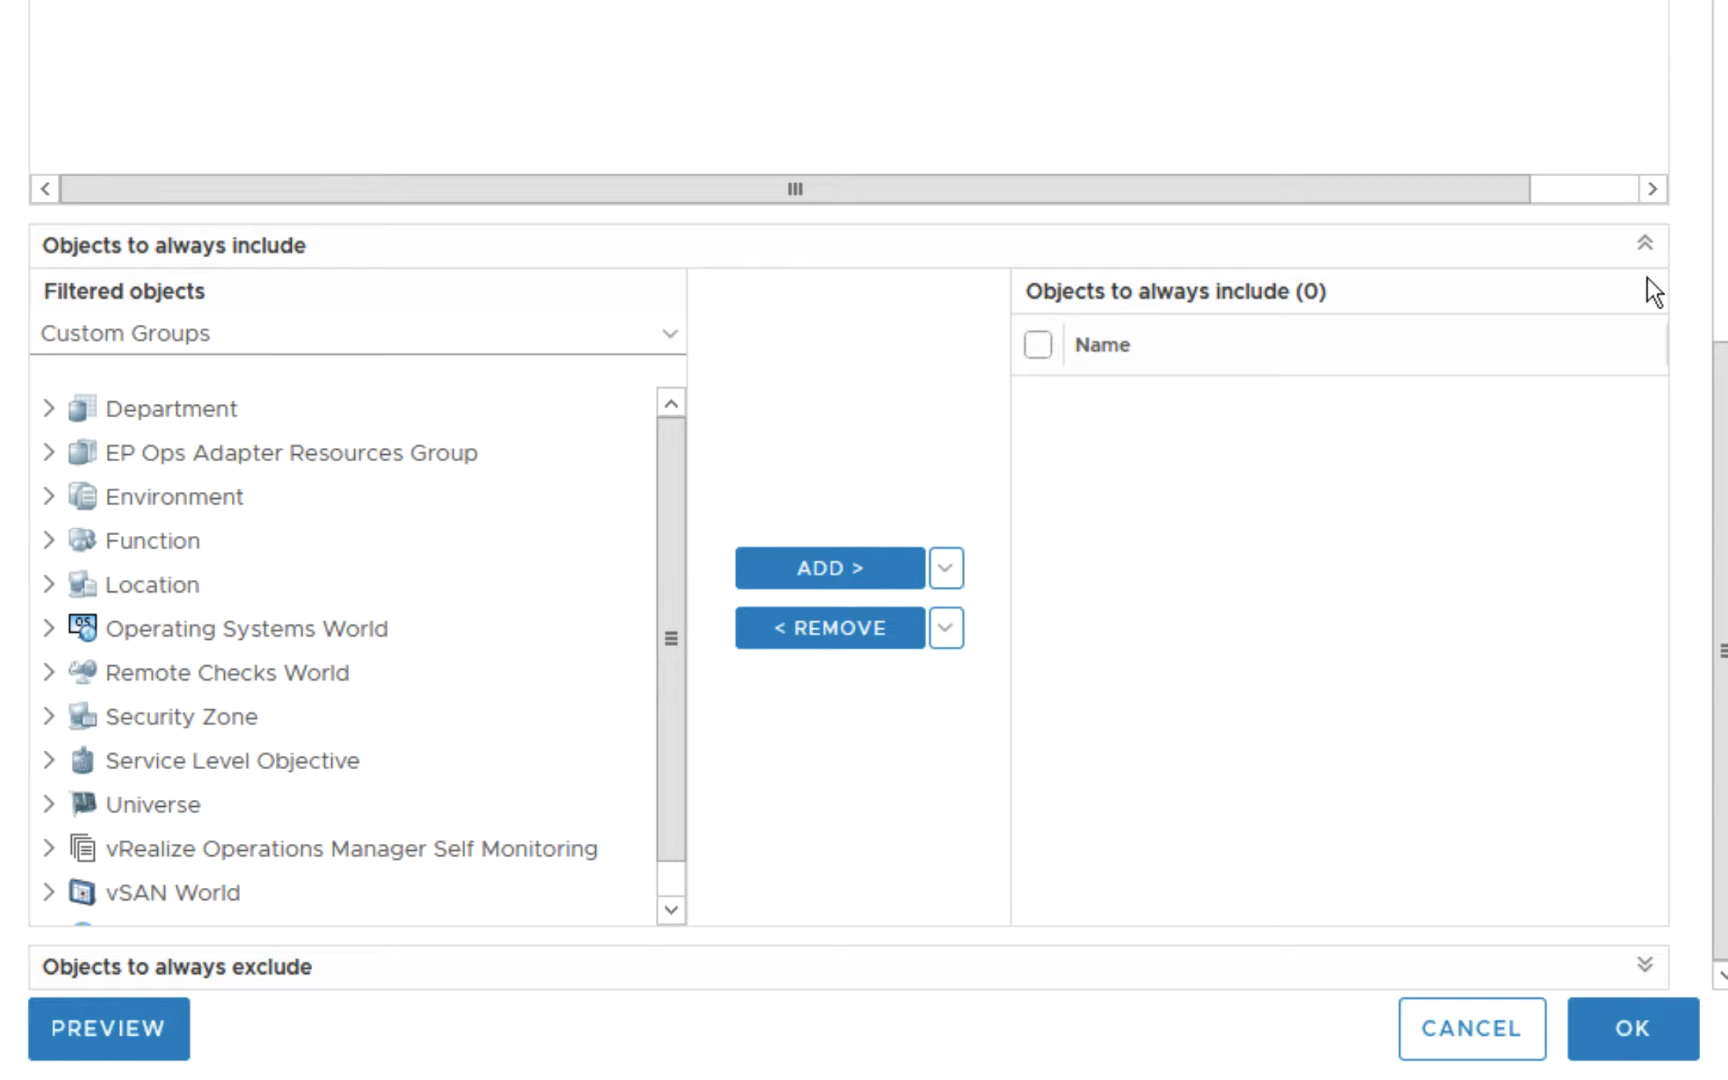 Objects to always include
Filtered objects
Custom Groups
Department
EP Ops Adapter Resources Group
Environment
Function
Location
Operating Systems World
Remote Checks World
Security Zone
Service Level Objective
Universe
vRealize Operations Manager Self Monitoring
vSAN World
ADD >
< REMOVE
Objects to always include (0)
Name
Objects to always exclude
PREVIEW
CANCEL
OK